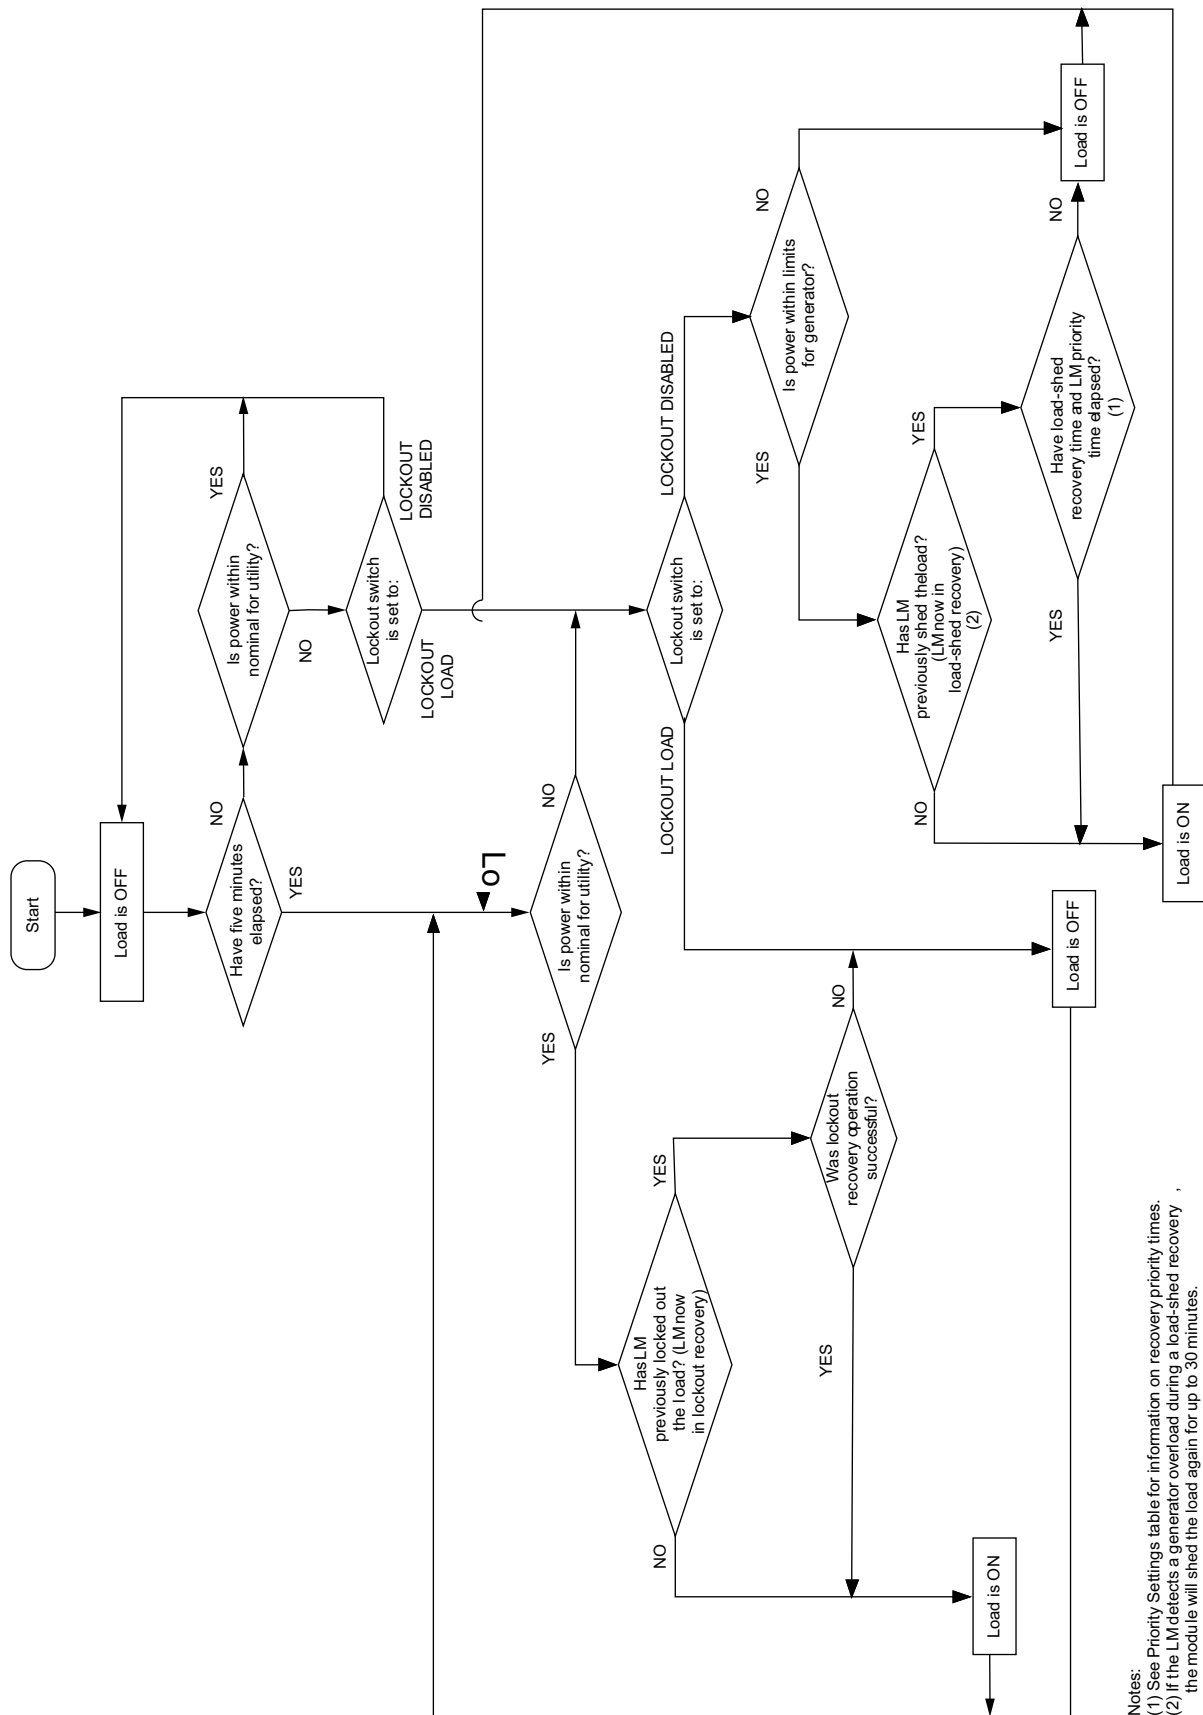 Start
Load is OFF
Have five minutes
elapsed?
NO
YES
Is power within
nominal for utility?
YES
NO
Lockout switch
is set to:
LOCKOUT
DISABLED
LOCKOUT
LOAD
Lo
Is power within
nominal for utility?
YES
NO
Has LM
previously locked out
the load? (LM now
in lockout recovery)
YES
NO
Was lockout
recovery operation
successful?
NO
YES
Load is ON
Lockout switch
is set to:
LOCKOUT LOAD
LOCKOUT DISABLED
Load is OFF
Is power within limits
for generator?
YES
NO
Has LM
previously shed the load?
(LM now in
load-shed recovery)
(2)
YES
NO
Have load-shed
recovery time and LM priority
time elapsed?
(1)
NO
YES
Load is OFF
Load is ON
Notes:
(1) See Priority Settings table for information on recovery priority times.
(2) If the LM detects a generator overload during a load-shed recovery ,
the module will shed the load again for up to 30 minutes.